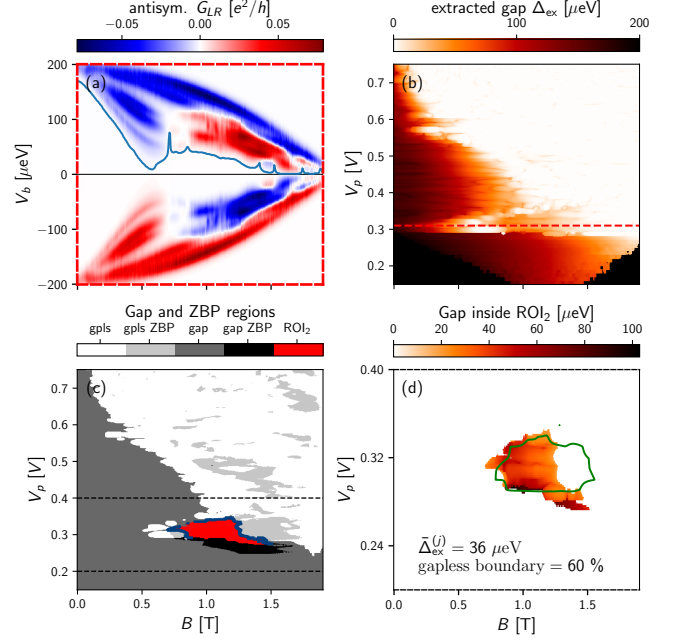 antisym. G_LR [e²/h]
−0.05 0.00 0.05
extracted gap Δ_ex [μeV]
0 100 200
(a)
V_b [μeV]
200
100
0
−100
−200
(b)
V_p [V]
0.7
0.6
0.5
0.4
0.3
0.2
Gap and ZBP regions
gpls gpls ZBP gap gap ZBP ROI₂
Gap inside ROI₂ [μeV]
0 20 40 60 80 100
(c)
V_p [V]
0.7
0.6
0.5
0.4
0.3
0.2
0.0 0.5 1.0 1.5
B [T]
(d)
V_p [V]
0.40
0.32
0.24
Δ̄_ex^(j) = 36 μeV
gapless boundary = 60 %
0.0 0.5 1.0 1.5
B [T]